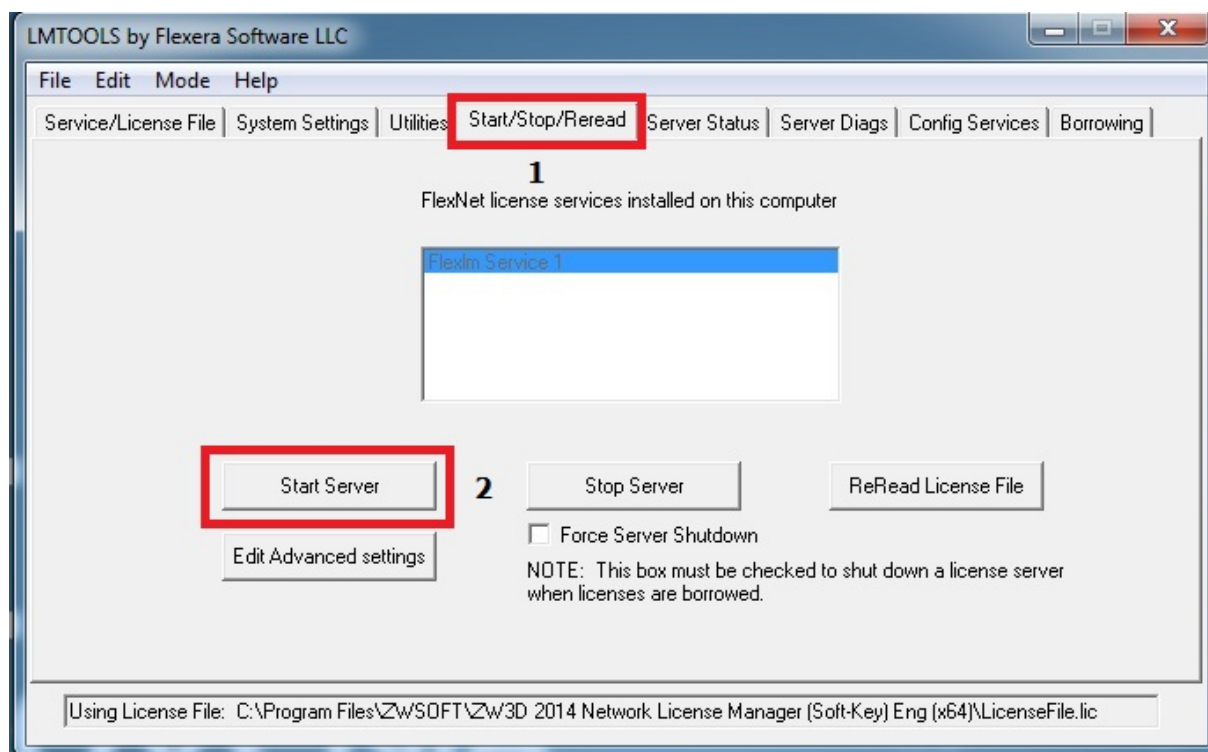 LMTOOLS by Flexera Software LLC
File Edit Mode Help
Service/License File System Settings Utilities Start/Stop/Reread Server Status Server Diags Config Services Borrowing
1
FlexNet license services installed on this computer
Flexlm Service 1
Start Server 2 Stop Server ReRead License File
Force Server Shutdown
Edit Advanced settings
NOTE: This box must be checked to shut down a license server
when licenses are borrowed.
Using License File: C:\Program Files\ZWSOFT\ZW3D 2014 Network License Manager (Soft-Key) Eng (x64)\LicenseFile.lic